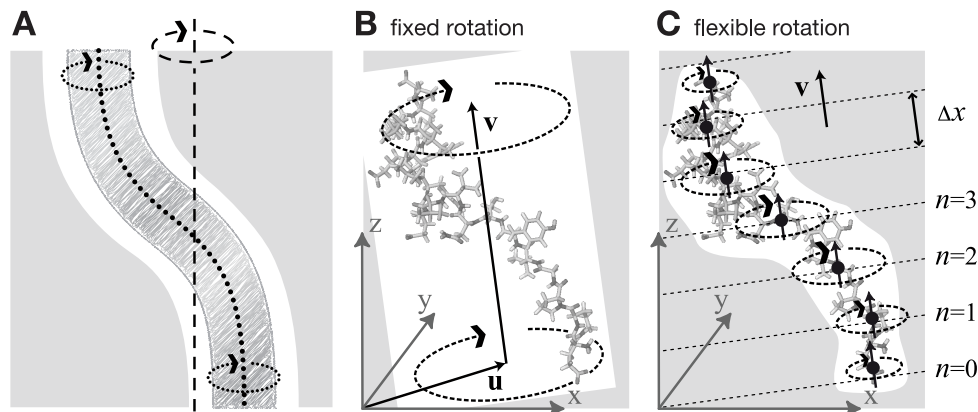 A
B fixed rotation
v
z
y
u
x
C flexible rotation
v
Δx
n=3
z
n=2
y
n=1
n=0
x